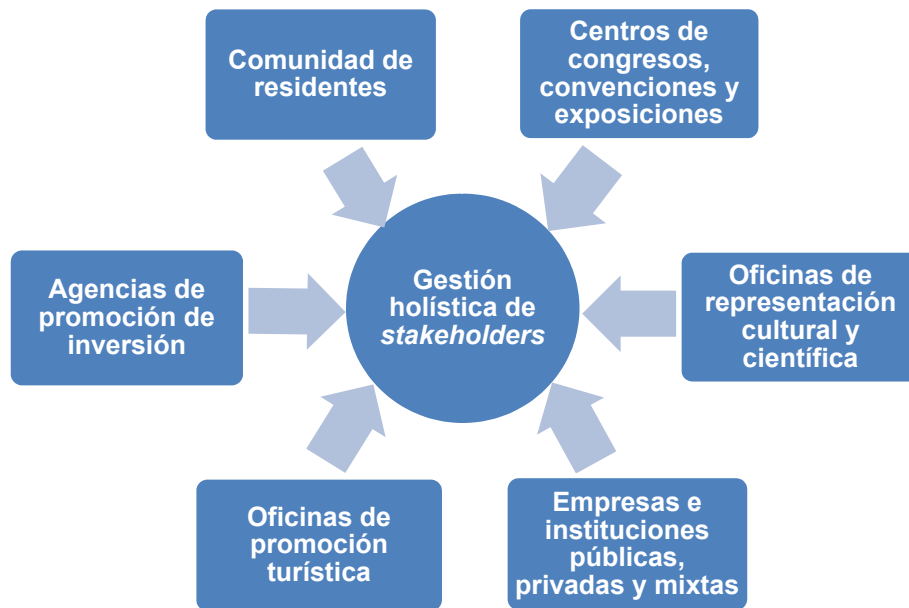 Comunidad de
residentes
Centros de
congresos,
convenciones y
exposiciones
Agencias de
promoción de
inversión
Gestión
holística de
stakeholders
Oficinas de
representación
cultural y
científica
Oficinas de
promoción
turística
Empresas e
instituciones
públicas,
privadas y mixtas